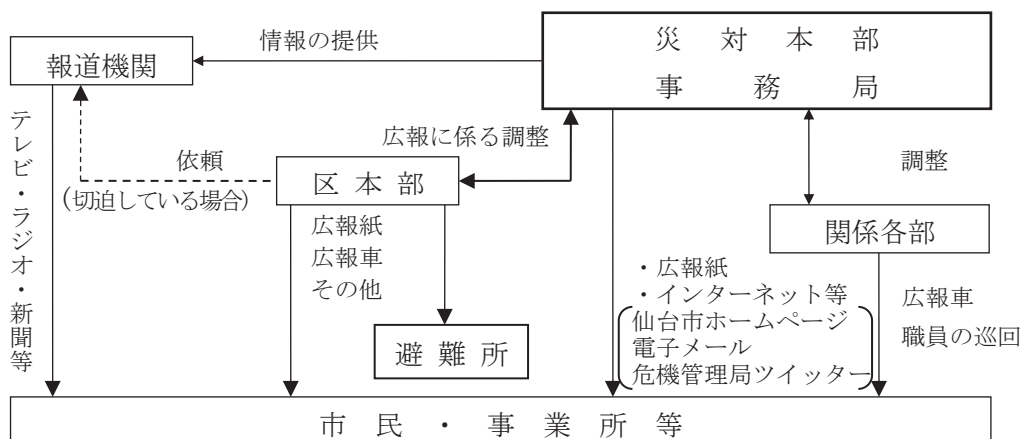 情報の提供
災対本部
事務局
報道機関
広報に係る調整
依頼
(切迫している場合)
区本部
調整
関係各部
テレビ・ラジオ・新聞等
広報紙
広報車
その他
避難所
・広報紙
・インターネット等
仙台市ホームページ
電子メール
危機管理局ツイッター
広報車
職員の巡回
市民・事業所等